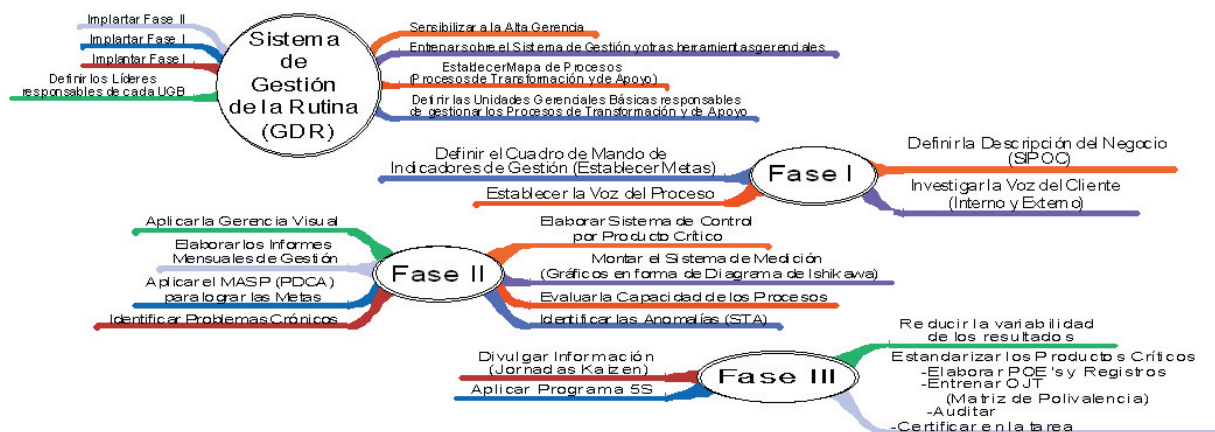 Implantar Fase II
Implantar Fase I
Implantar Fase I
Definir los Líderes
responsables de cada UGB
Sistema
de
Gestión
de la Rutina
(GDR)
Sensibilizar a la Alta Gerencia
Entrenar sobre el Sistema de Gestión y otras herramientas gerenciales
Establecer Mapa de Procesos
(Procesos de Transformación y de Apoyo)
Definir las Unidades Gerenciales Básicas responsables
de gestionar los Procesos de Transformación y de Apoyo
Definir el Cuadro de Mando de
Indicadores de Gestión (Establecer Metas)
Establecer la Voz del Proceso
Fase I
Definir la Descripción del Negocio
(SIPOC)
Investigar la Voz del Cliente
(Interno y Externo)
Aplicar la Gerencia Visual
Elaborar los Informes
Mensuales de Gestión
Aplicar el MASP (PDCA)
para lograr las Metas
Identificar Problemas Crónicos
Fase II
Elaborar Sistema de Control
por Producto Crítico
Montar el Sistema de Medición
(Gráficos en forma de Diagrama de Ishikawa)
Evaluar la Capacidad de los Procesos
Identificar las Anomalías (STA)
Divulgar Información
(Jornadas Kaizen)
Aplicar Programa 5S
Fase III
Reducir la variabilidad
de los resultados
Estandarizar los Productos Críticos
-Elaborar POE's y Registros
-Entrenar OJT
(Matriz de Polivalencia)
-Auditar
-Certificar en la tarea